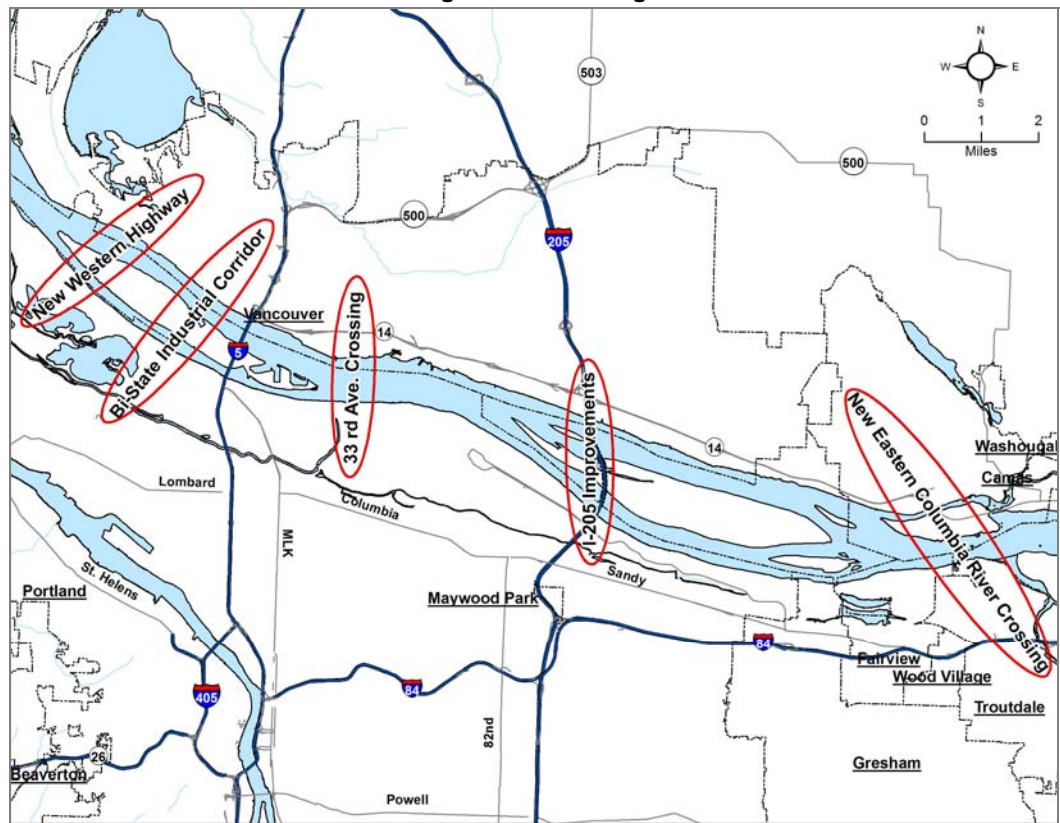 N
W E
S
0 1 2
Miles
503
500
500
205
New Western Highway
Bi-State Industrial Corridor
Vancouver
14
5
33 rd Ave. Crossing
I-205 Improvements
14
New Eastern Columbia River Crossing
Washougal
Camas
Lombard
Columbia
MLK
Sandy
St. Helens
Portland
Maywood Park
84
Fairview
Wood Village
Troutdale
405
84
82nd
26
Beaverton
Gresham
Powell